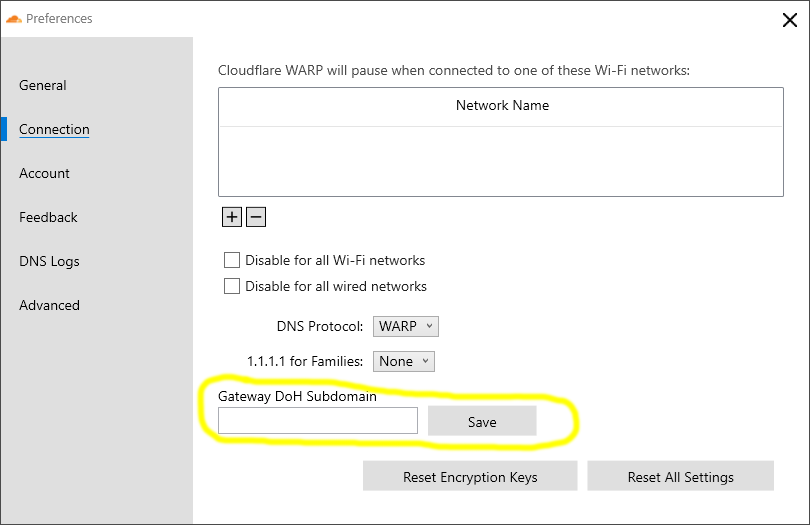 Preferences
General
Connection
Account
Feedback
DNS Logs
Advanced
Cloudflare WARP will pause when connected to one of these Wi-Fi networks:
Network Name
Disable for all Wi-Fi networks
Disable for all wired networks
DNS Protocol: WARP
1.1.1.1 for Families: None
Gateway DoH Subdomain
Save
Reset Encryption Keys Reset All Settings